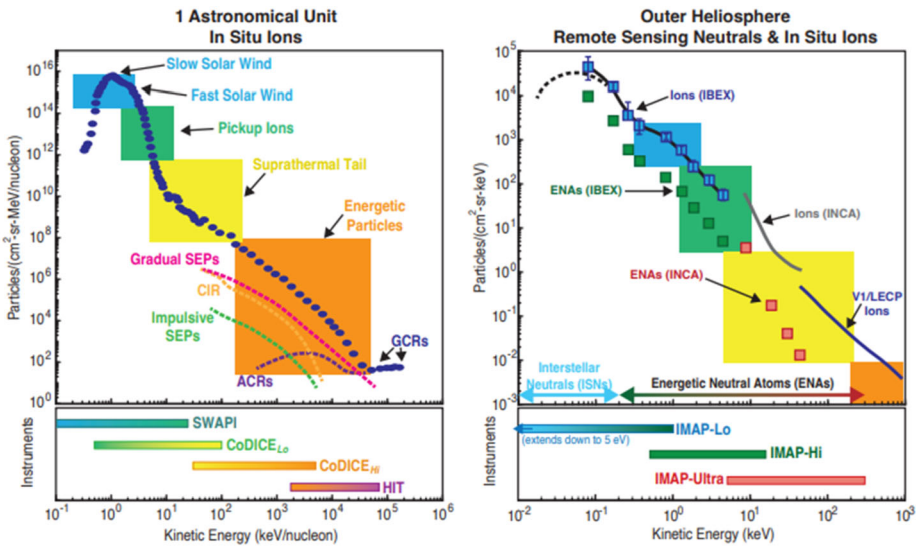 1 Astronomical Unit
In Situ Ions
Particles/(cm²·sr·MeV/nucleon)
10¹⁶
10¹⁴
10¹²
10¹⁰
10⁸
10⁶
10⁴
10²
10⁰
Slow Solar Wind
Fast Solar Wind
Pickup Ions
Suprathermal Tail
Energetic
Particles
Gradual SEPs
CIR
Impulsive
SEPs
ACRs
GCRs
Instruments
SWAPI
CoDICE_Lo
CoDICE_Hi
HIT
10⁻¹ 10⁰ 10¹ 10² 10³ 10⁴ 10⁵ 10⁶
Kinetic Energy (keV/nucleon)
Outer Heliosphere
Remote Sensing Neutrals & In Situ Ions
Particles/(cm²·sr·keV)
10⁵
10⁴
10³
10²
10¹
10⁰
10⁻¹
10⁻²
10⁻³
Ions (IBEX)
ENAs (IBEX)
Ions (INCA)
ENAs (INCA)
V1/LECP
Ions
Interstellar
Neutrals (ISNs)
Energetic Neutral Atoms (ENAs)
Instruments
IMAP-Lo
(extends down to 5 eV)
IMAP-Hi
IMAP-Ultra
10⁻² 10⁻¹ 10⁰ 10¹ 10² 10³
Kinetic Energy (keV)